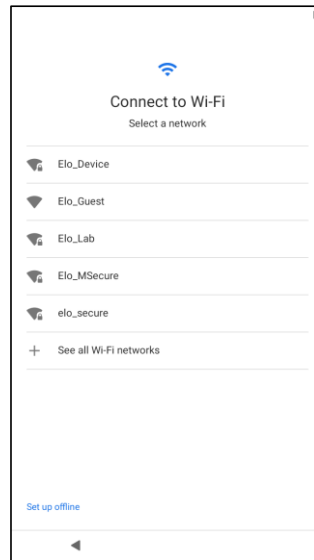 Connect to Wi-Fi
Select a network
Elo_Device
Elo_Guest
Elo_Lab
Elo_MSecure
elo_secure
See all Wi-Fi networks
Set up offline